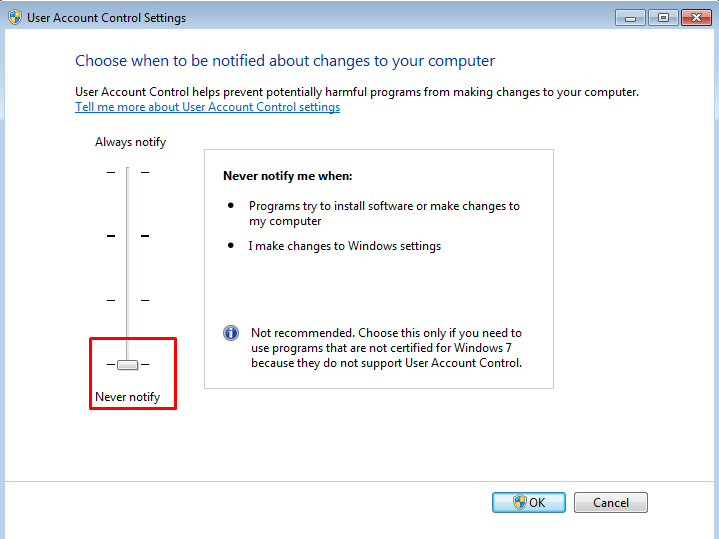 User Account Control Settings
Choose when to be notified about changes to your computer
User Account Control helps prevent potentially harmful programs from making changes to your computer.
Tell me more about User Account Control settings
Always notify
Never notify me when:
Programs try to install software or make changes to
my computer
I make changes to Windows settings
Not recommended. Choose this only if you need to
use programs that are not certified for Windows 7
because they do not support User Account Control.
Never notify
OK
Cancel